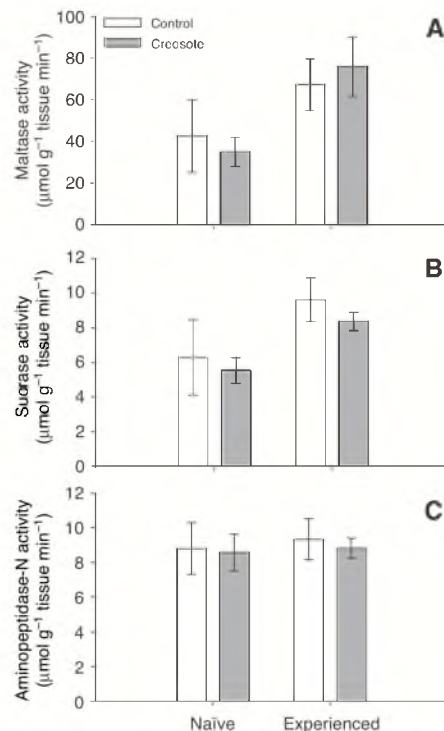 Control
Creosote
A
Maltase activity
(μmol g⁻¹ tissue min⁻¹)
100
80
60
40
20
0
B
Sucrase activity
(μmol g⁻¹ tissue min⁻¹)
12
10
8
6
4
2
0
C
Aminopeptidase-N activity
(μmol g⁻¹ tissue min⁻¹)
12
10
8
6
4
2
0
Naïve Experienced